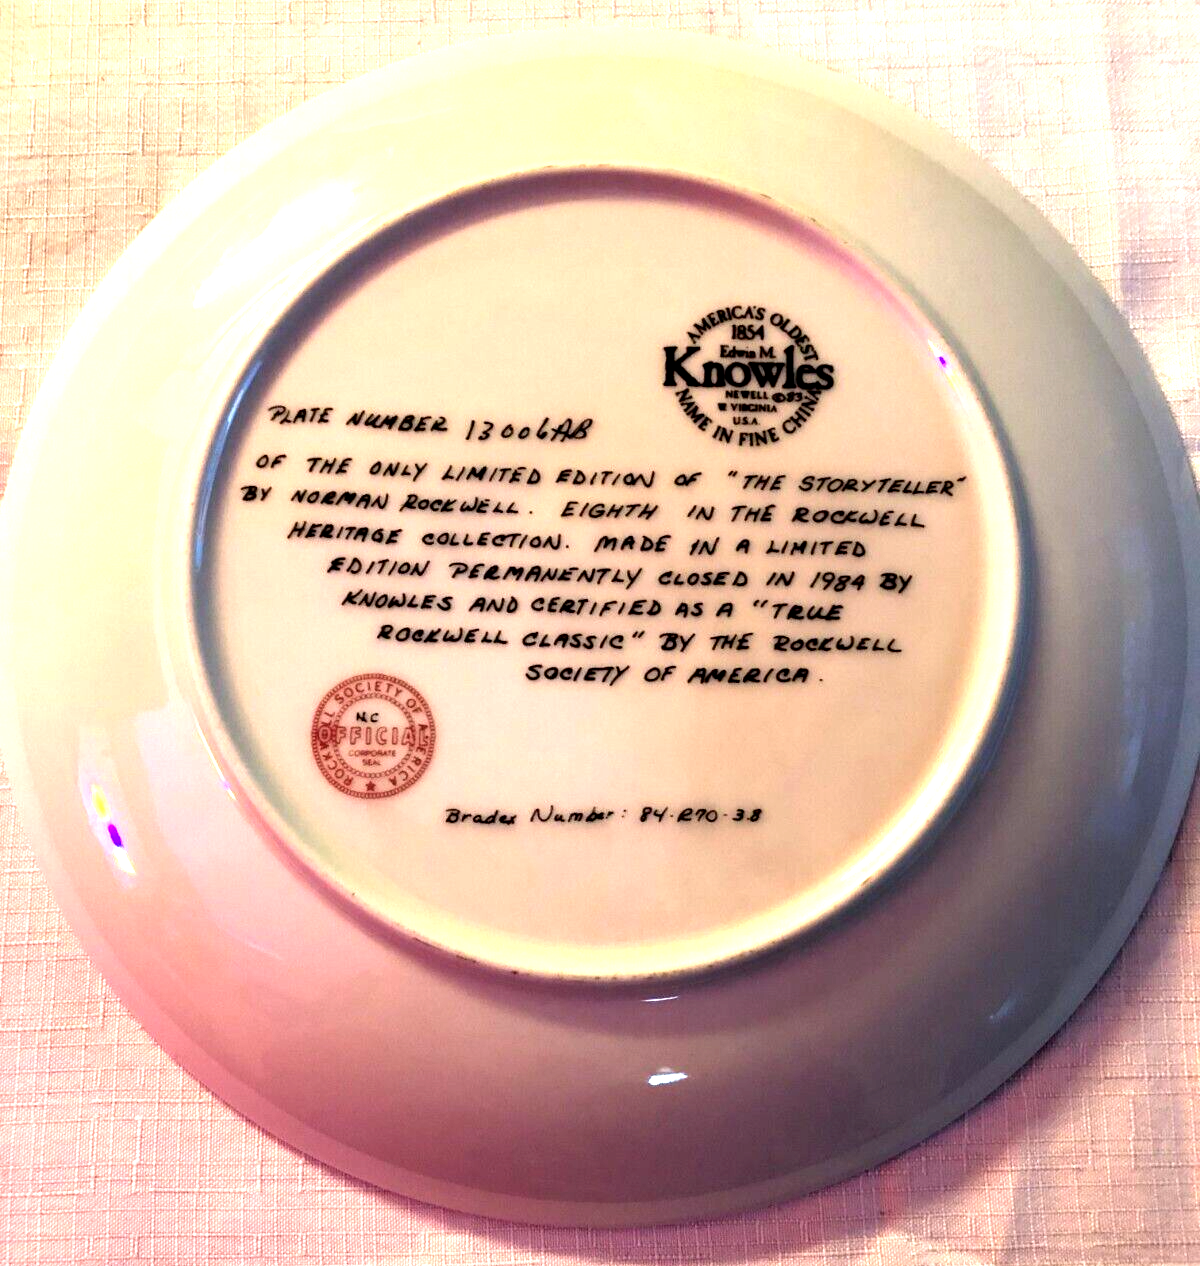 AMERICA'S OLDEST
1854
Edwin M.
Knowles
NEWELL ©83
W. VIRGINIA
U.S.A.
NAME IN FINE CHINA
PLATE NUMBER 13006AB
OF THE ONLY LIMITED EDITION OF "THE STORYTELLER"
BY NORMAN ROCKWELL. EIGHTH IN THE ROCKWELL
HERITAGE COLLECTION. MADE IN A LIMITED
EDITION PERMANENTLY CLOSED IN 1984 BY
KNOWLES AND CERTIFIED AS A "TRUE
ROCKWELL CLASSIC" BY THE ROCKWELL
SOCIETY OF AMERICA.
ROCKWELL SOCIETY OF AMERICA
N.C
OFFICIAL
CORPORATE
SEAL
Bradex Number: 84-R70-3.8